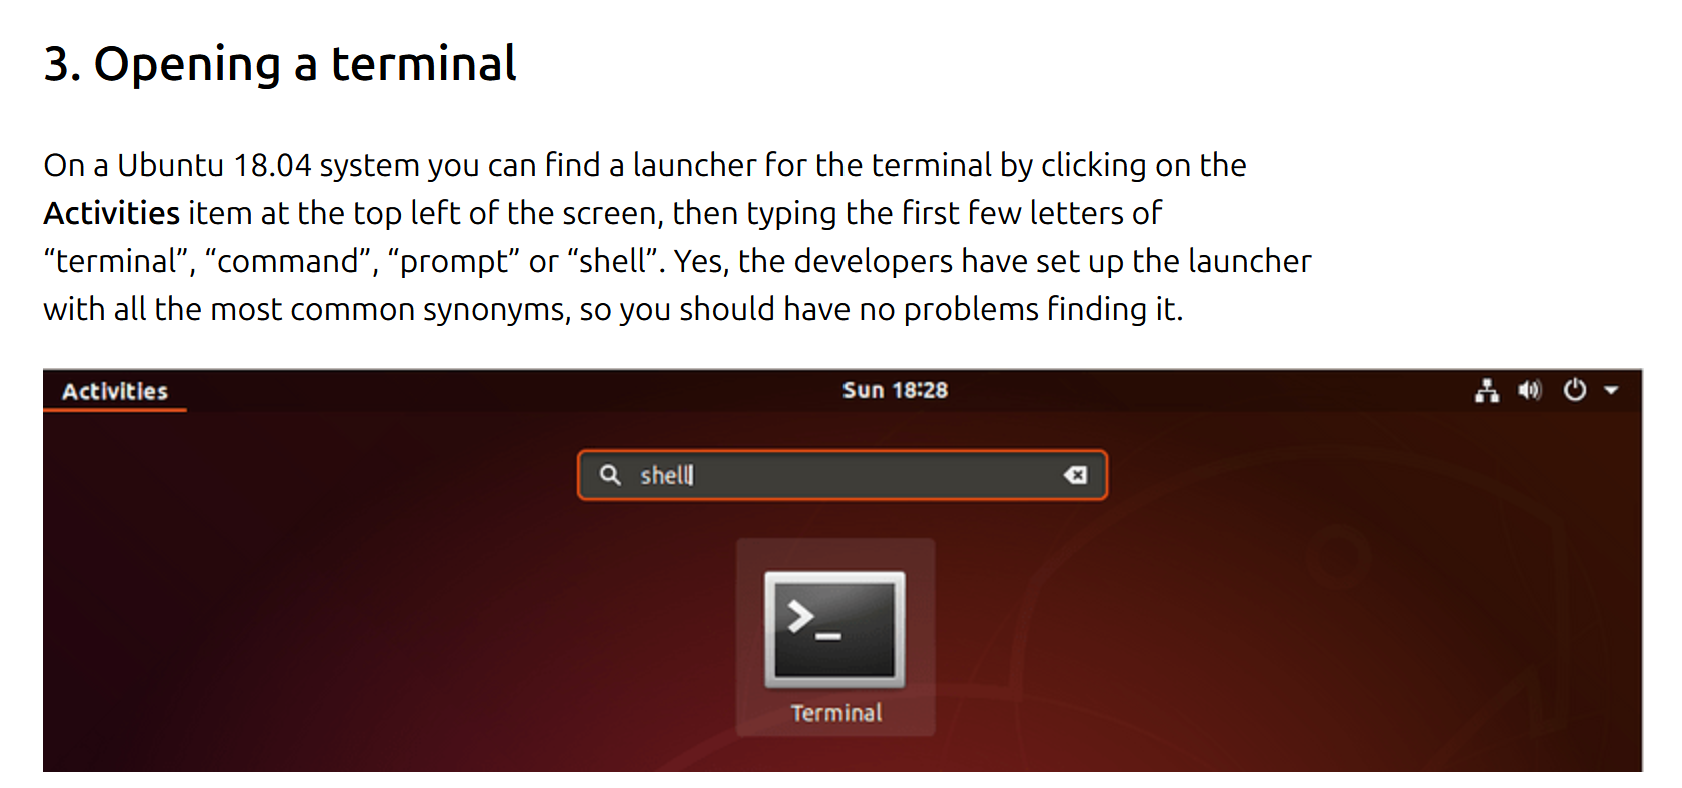 3. Opening a terminal
On a Ubuntu 18.04 system you can find a launcher for the terminal by clicking on the
Activities item at the top left of the screen, then typing the first few letters of
“terminal”, “command”, “prompt” or “shell”. Yes, the developers have set up the launcher
with all the most common synonyms, so you should have no problems finding it.
Activities Sun 18:28
shell
Terminal